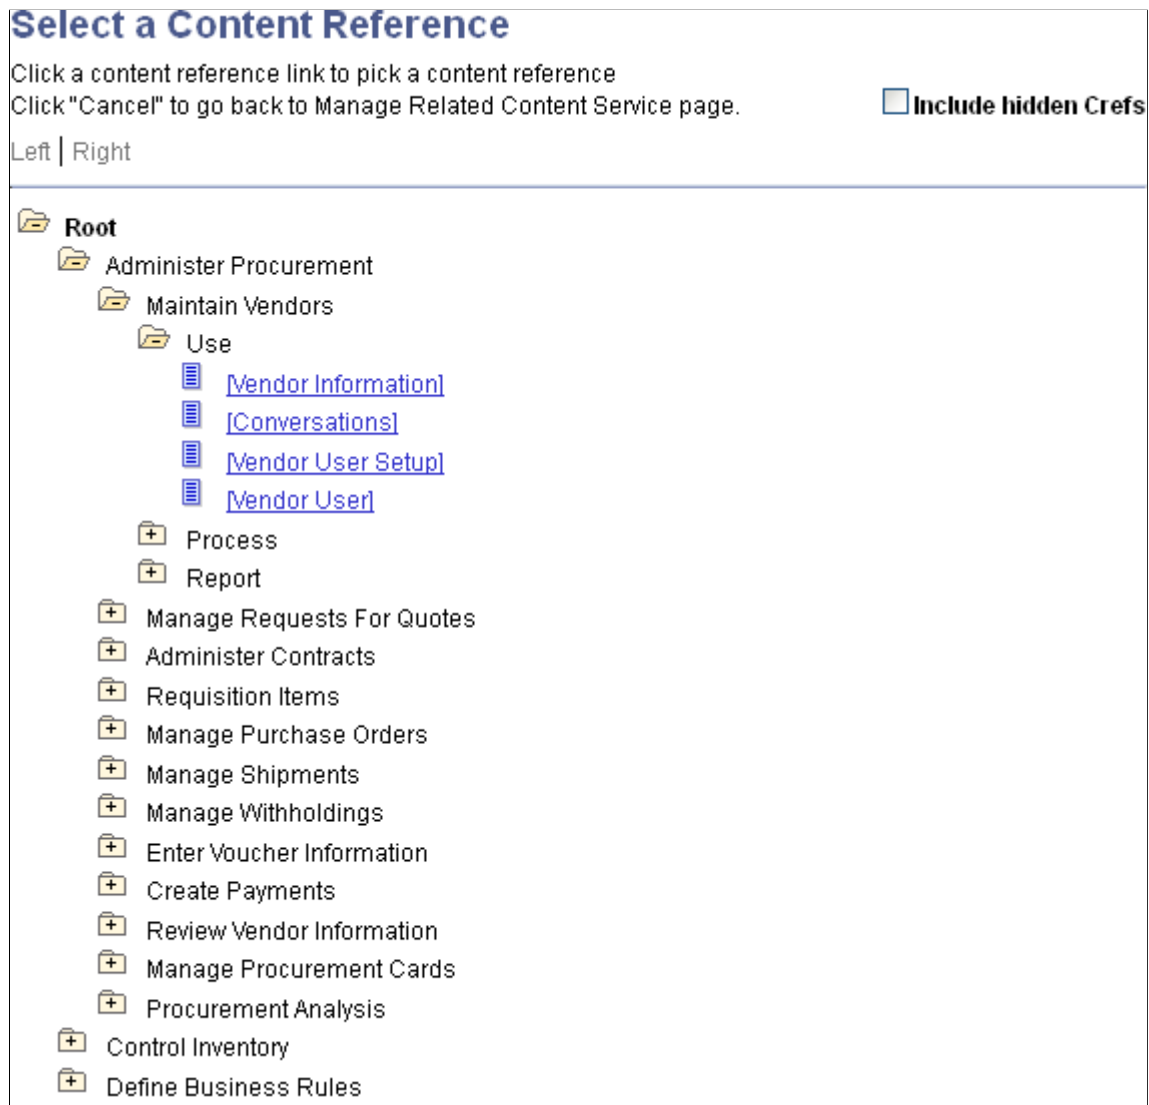 Select a Content Reference
Click a content reference link to pick a content reference
Click "Cancel" to go back to Manage Related Content Service page.
Include hidden Crefs
Left | Right
Root
Administer Procurement
Maintain Vendors
Use
[Vendor Information]
[Conversations]
[Vendor User Setup]
[Vendor User]
Process
Report
Manage Requests For Quotes
Administer Contracts
Requisition Items
Manage Purchase Orders
Manage Shipments
Manage Withholdings
Enter Voucher Information
Create Payments
Review Vendor Information
Manage Procurement Cards
Procurement Analysis
Control Inventory
Define Business Rules